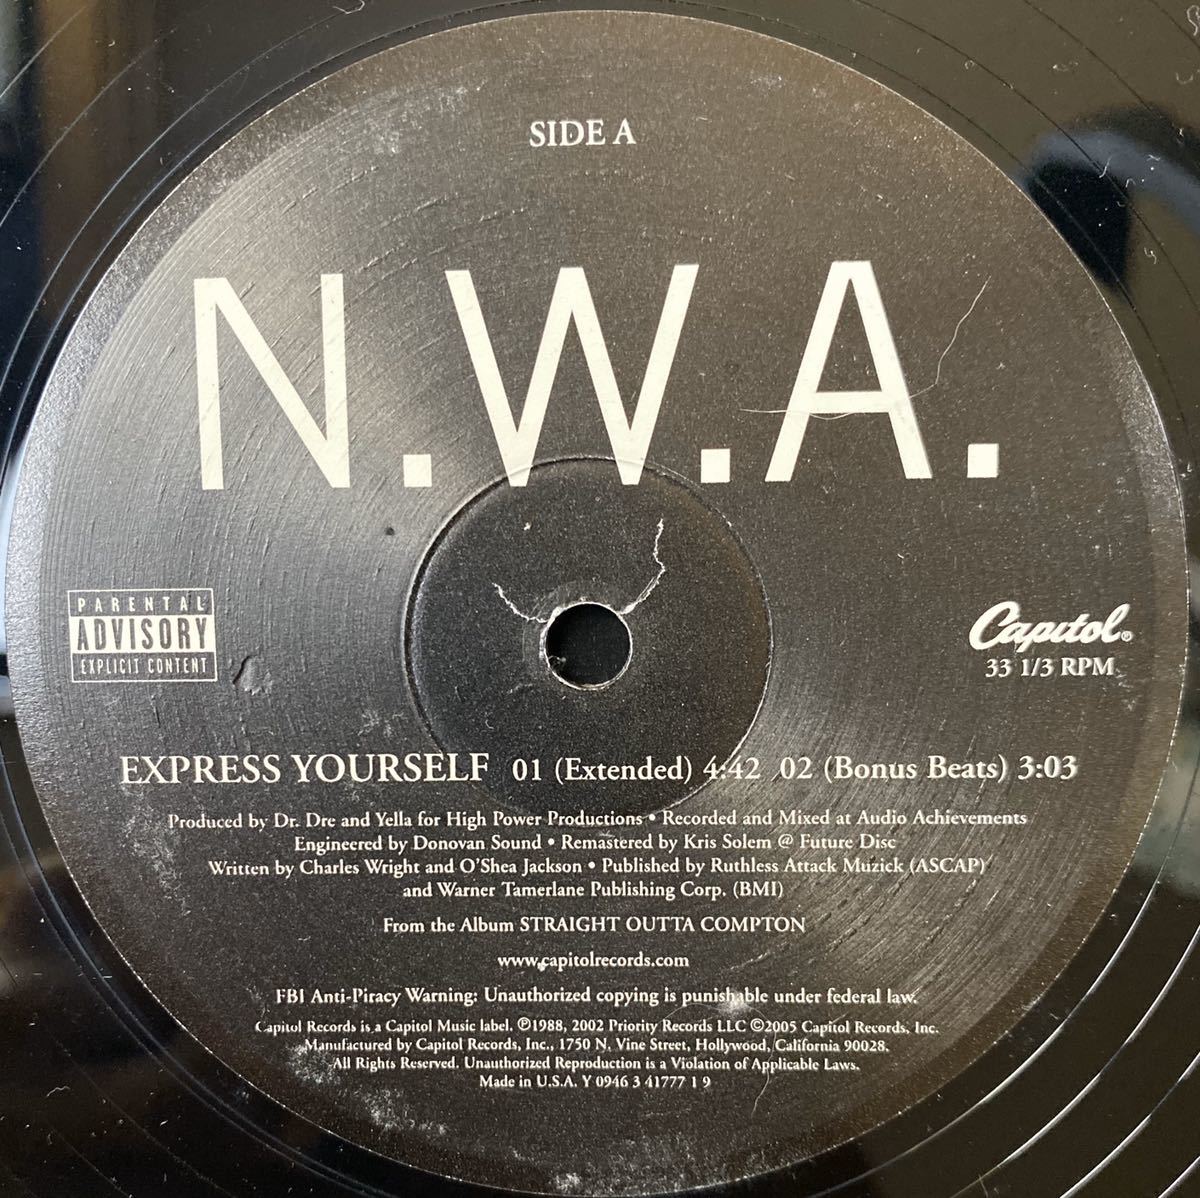 SIDE A
N.W.A.
PARENTAL
ADVISORY
EXPLICIT CONTENT
Capitol®
33 1/3 RPM
EXPRESS YOURSELF 01 (Extended) 4:42 02 (Bonus Beats) 3:03
Produced by Dr. Dre and Yella for High Power Productions • Recorded and Mixed at Audio Achievements
Engineered by Donovan Sound • Remastered by Kris Solem @ Future Disc
Written by Charles Wright and O'Shea Jackson • Published by Ruthless Attack Muzick (ASCAP)
and Warner Tamerlane Publishing Corp. (BMI)
From the Album STRAIGHT OUTTA COMPTON
www.capitolrecords.com
FBI Anti-Piracy Warning: Unauthorized copying is punishable under federal law.
Capitol Records is a Capitol Music label. ℗1988, 2002 Priority Records LLC ©2005 Capitol Records, Inc.
Manufactured by Capitol Records, Inc., 1750 N. Vine Street, Hollywood, California 90028.
All Rights Reserved. Unauthorized Reproduction is a Violation of Applicable Laws.
Made in U.S.A. Y 0946 3 41777 1 9